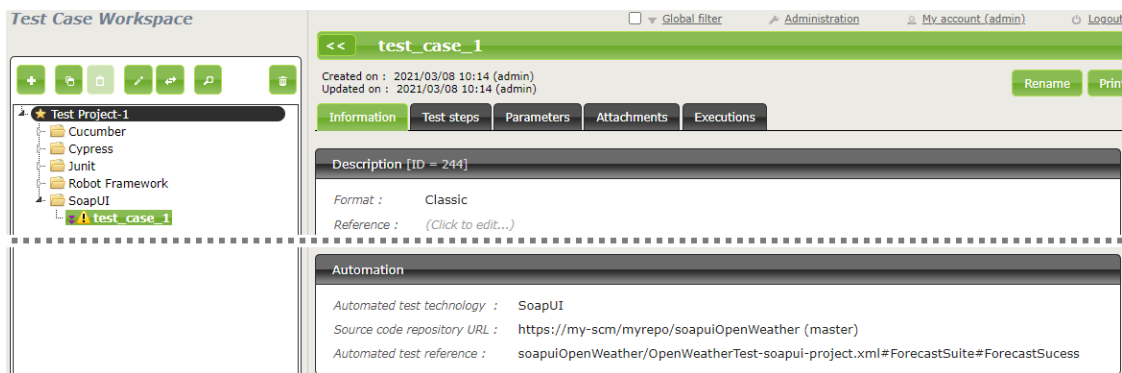 Test Case Workspace
Global filter
Administration
My account (admin)
Logout
<< test_case_1
Created on : 2021/03/08 10:14 (admin)
Updated on : 2021/03/08 10:14 (admin)
Rename
Prin
Test Project-1
Cucumber
Cypress
Junit
Robot Framework
SoapUI
test_case_1
Information Test steps Parameters Attachments Executions
Description [ID = 244]
Format : Classic
Reference : (Click to edit...)
Automation
Automated test technology : SoapUI
Source code repository URL : https://my-scm/myrepo/soapuiOpenWeather (master)
Automated test reference : soapuiOpenWeather/OpenWeatherTest-soapui-project.xml#ForecastSuite#ForecastSucess